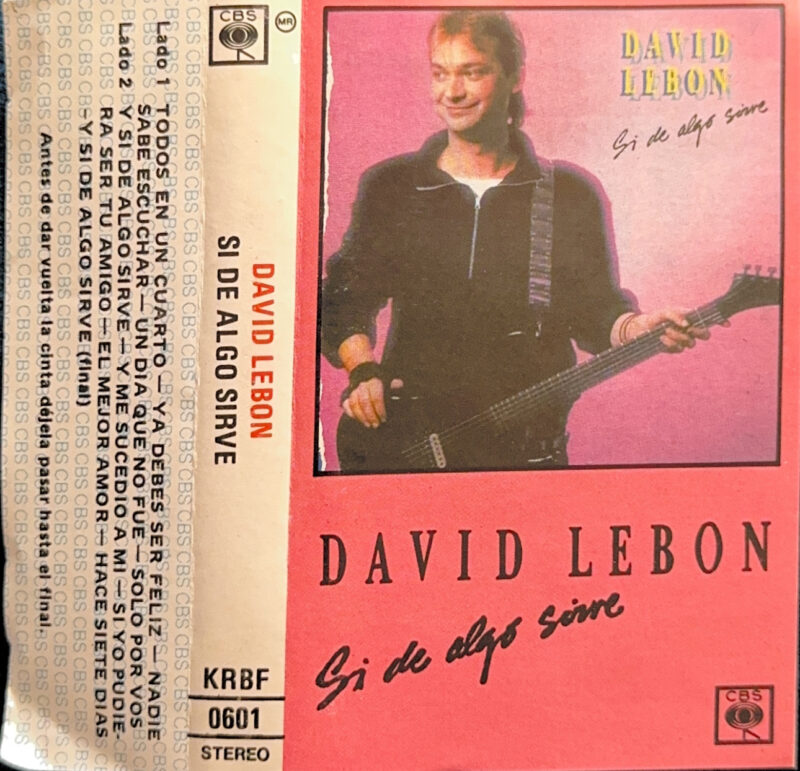 Lado 1 TODOS EN UN CUARTO — YA DEBES SER FELIZ — NADIE
SABE ESCUCHAR — UN DIA QUE NO FUE — SOLO POR VOS
Lado 2 Y SI DE ALGO SIRVE — Y ME SUCEDIO A MI — SI YO PUDIE-
RA SER TU AMIGO — EL MEJOR AMOR — HACE SIETE DIAS
- Y SI DE ALGO SIRVE (final)
Antes de dar vuelta la cinta déjela pasar hasta el final.
CBS
MR
DAVID LEBON
SI DE ALGO SIRVE
KRBF
0601
STEREO
DAVID
LEBON
Si de algo sirve
DAVID LEBON
Si de algo sirve
CBS